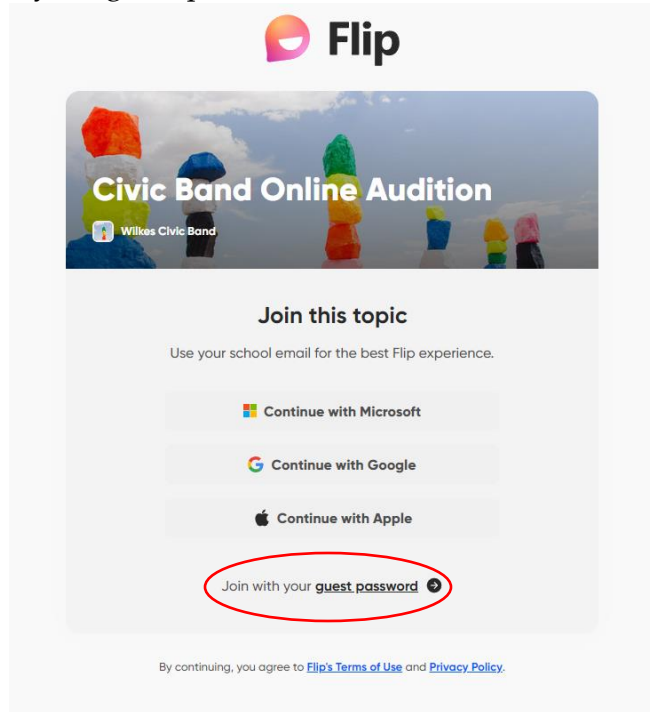 Flip
Civic Band Online Audition
Wilkes Civic Band
Join this topic
Use your school email for the best Flip experience.
Continue with Microsoft
Continue with Google
Continue with Apple
Join with your guest password
By continuing, you agree to Flip's Terms of Use and Privacy Policy.